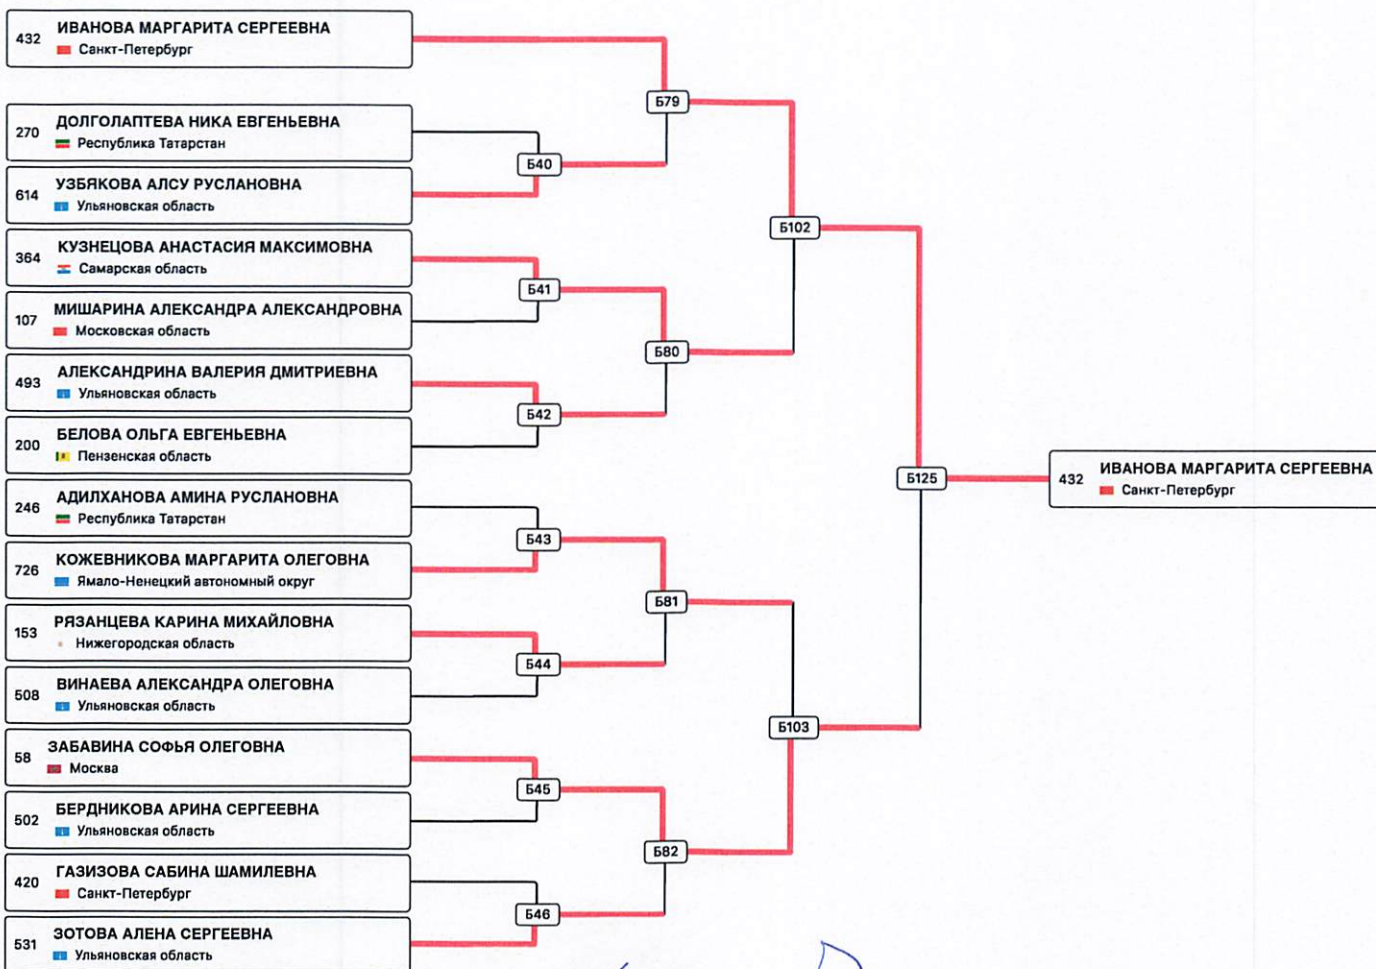 432 ИВАНОВА МАРГАРИТА СЕРГЕЕВНА
Санкт-Петербург
270 ДОЛГОЛАПТЕВА НИКА ЕВГЕНЬЕВНА
Республика Татарстан
614 УЗБЯКОВА АЛСУ РУСЛАНОВНА
Ульяновская область
364 КУЗНЕЦОВА АНАСТАСИЯ МАКСИМОВНА
Самарская область
107 МИШАРИНА АЛЕКСАНДРА АЛЕКСАНДРОВНА
Московская область
493 АЛЕКСАНДРИНА ВАЛЕРИЯ ДМИТРИЕВНА
Ульяновская область
200 БЕЛОВА ОЛЬГА ЕВГЕНЬЕВНА
Пензенская область
246 АДИЛХАНОВА АМИНА РУСЛАНОВНА
Республика Татарстан
726 КОЖЕВНИКОВА МАРГАРИТА ОЛЕГОВНА
Ямало-Ненецкий автономный округ
153 РЯЗАНЦЕВА КАРИНА МИХАЙЛОВНА
Нижегородская область
508 ВИНАЕВА АЛЕКСАНДРА ОЛЕГОВНА
Ульяновская область
58 ЗАБАВИНА СОФЬЯ ОЛЕГОВНА
Москва
502 БЕРДНИКОВА АРИНА СЕРГЕЕВНА
Ульяновская область
420 ГАЗИЗОВА САБИНА ШАМИЛЕВНА
Санкт-Петербург
531 ЗОТОВА АЛЕНА СЕРГЕЕВНА
Ульяновская область
Б40
Б41
Б42
Б43
Б44
Б45
Б46
Б79
Б80
Б81
Б82
Б102
Б103
Б125
432 ИВАНОВА МАРГАРИТА СЕРГЕЕВНА
Санкт-Петербург